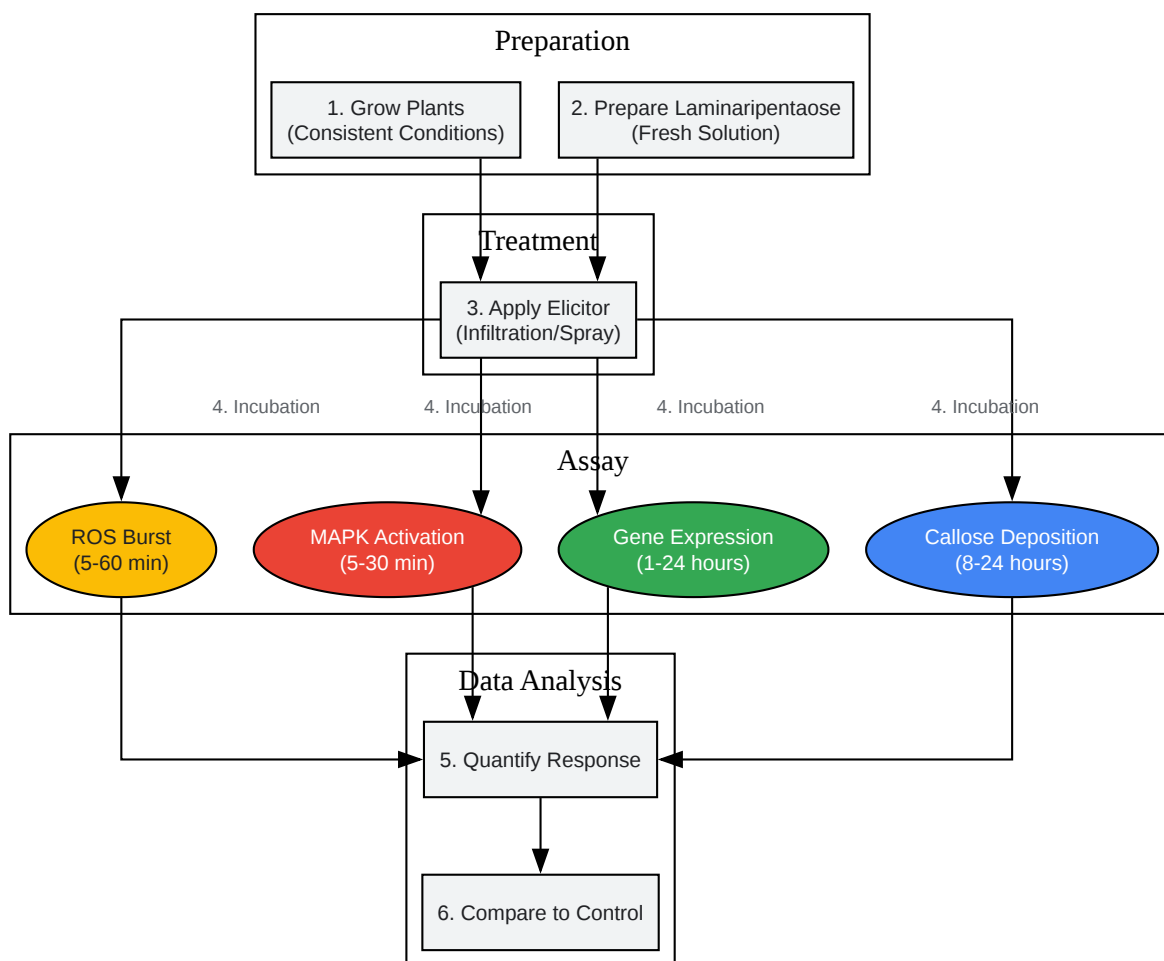 Preparation
1. Grow Plants
(Consistent Conditions)
2. Prepare Laminaripentaose
(Fresh Solution)
Treatment
3. Apply Elicitor
(Infiltration/Spray)
4. Incubation
4. Incubation
4. Incubation
4. Incubation
Assay
ROS Burst
(5-60 min)
MAPK Activation
(5-30 min)
Gene Expression
(1-24 hours)
Callose Deposition
(8-24 hours)
Data Analysis
5. Quantify Response
6. Compare to Control